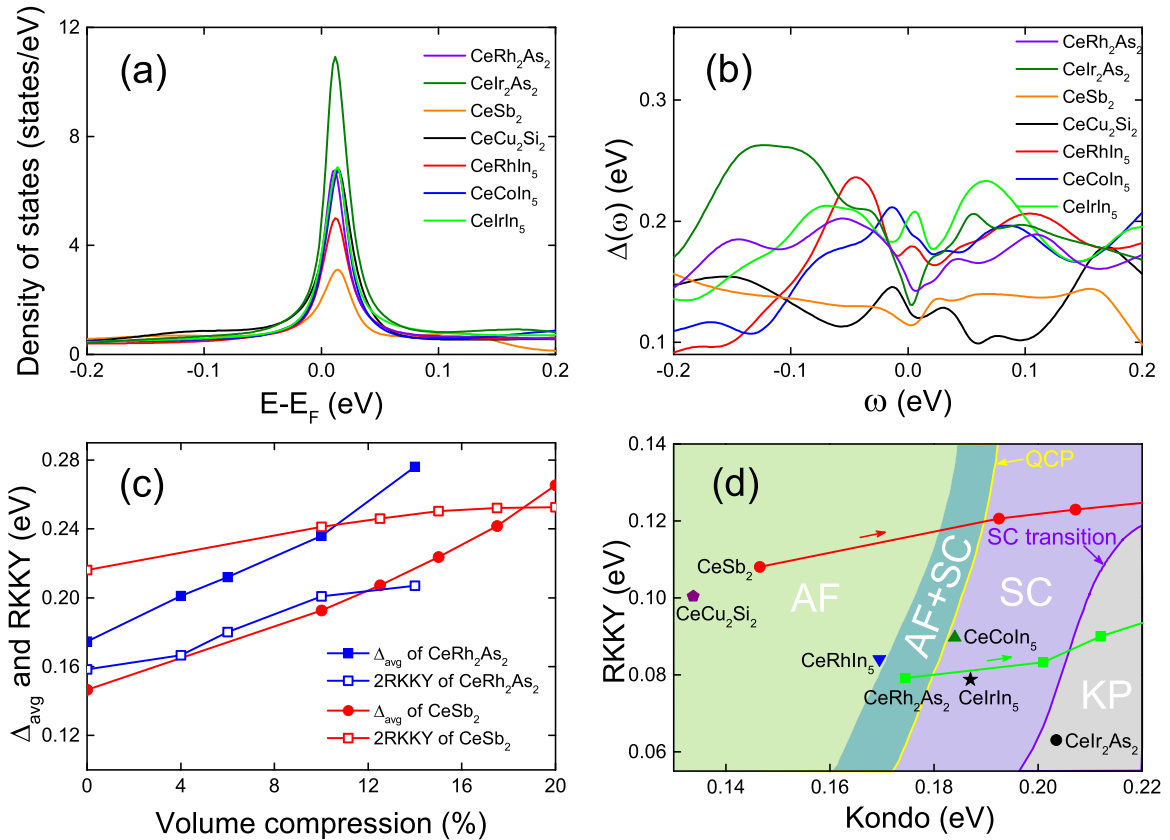 (a)
Density of states (states/eV)
12
8
4
0
-0.2 -0.1 0.0 0.1 0.2
E-E_F (eV)
CeRh₂As₂
CeIr₂As₂
CeSb₂
CeCu₂Si₂
CeRhIn₅
CeCoIn₅
CeIrIn₅
(b)
Δ(ω) (eV)
0.3
0.2
0.1
-0.2 -0.1 0.0 0.1 0.2
ω (eV)
CeRh₂As₂
CeIr₂As₂
CeSb₂
CeCu₂Si₂
CeRhIn₅
CeCoIn₅
CeIrIn₅
(c)
Δavg and RKKY (eV)
0.28
0.24
0.20
0.16
0.12
0 4 8 12 16 20
Volume compression (%)
Δavg of CeRh₂As₂
2RKKY of CeRh₂As₂
Δavg of CeSb₂
2RKKY of CeSb₂
(d)
RKKY (eV)
0.14
0.12
0.10
0.08
0.06
0.14 0.16 0.18 0.20 0.22
Kondo (eV)
QCP
SC transition
CeSb₂
AF
AF+SC
SC
CeCu₂Si₂
CeCoIn₅
CeRhIn₅
CeRh₂As₂
CeIrIn₅
KP
CeIr₂As₂